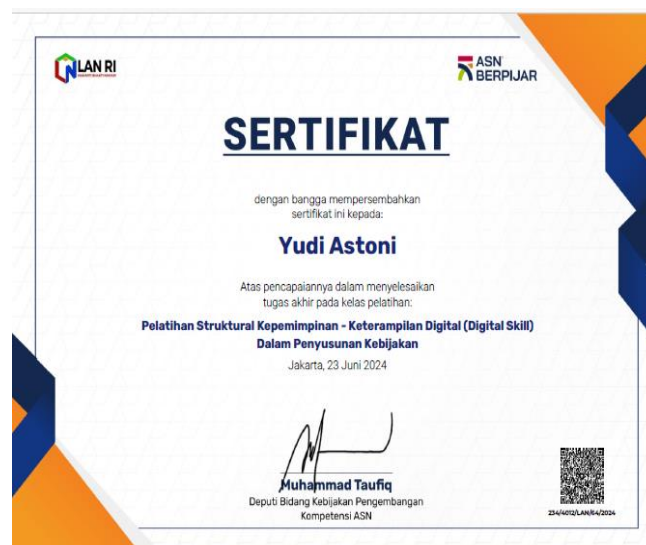 LAN RI
ASN
BERPIJAR
SERTIFIKAT
dengan bangga mempersembahkan
sertifikat ini kepada:
Yudi Astoni
Atas pencapaiannya dalam menyelesaikan
tugas akhir pada kelas pelatihan:
Pelatihan Struktural Kepemimpinan - Keterampilan Digital (Digital Skill)
Dalam Penyusunan Kebijakan
Jakarta, 23 Juni 2024
Muhammad Taufiq
Deputi Bidang Kebijakan Pengembangan
Kompetensi ASN
234/4012/LAN/64/2024